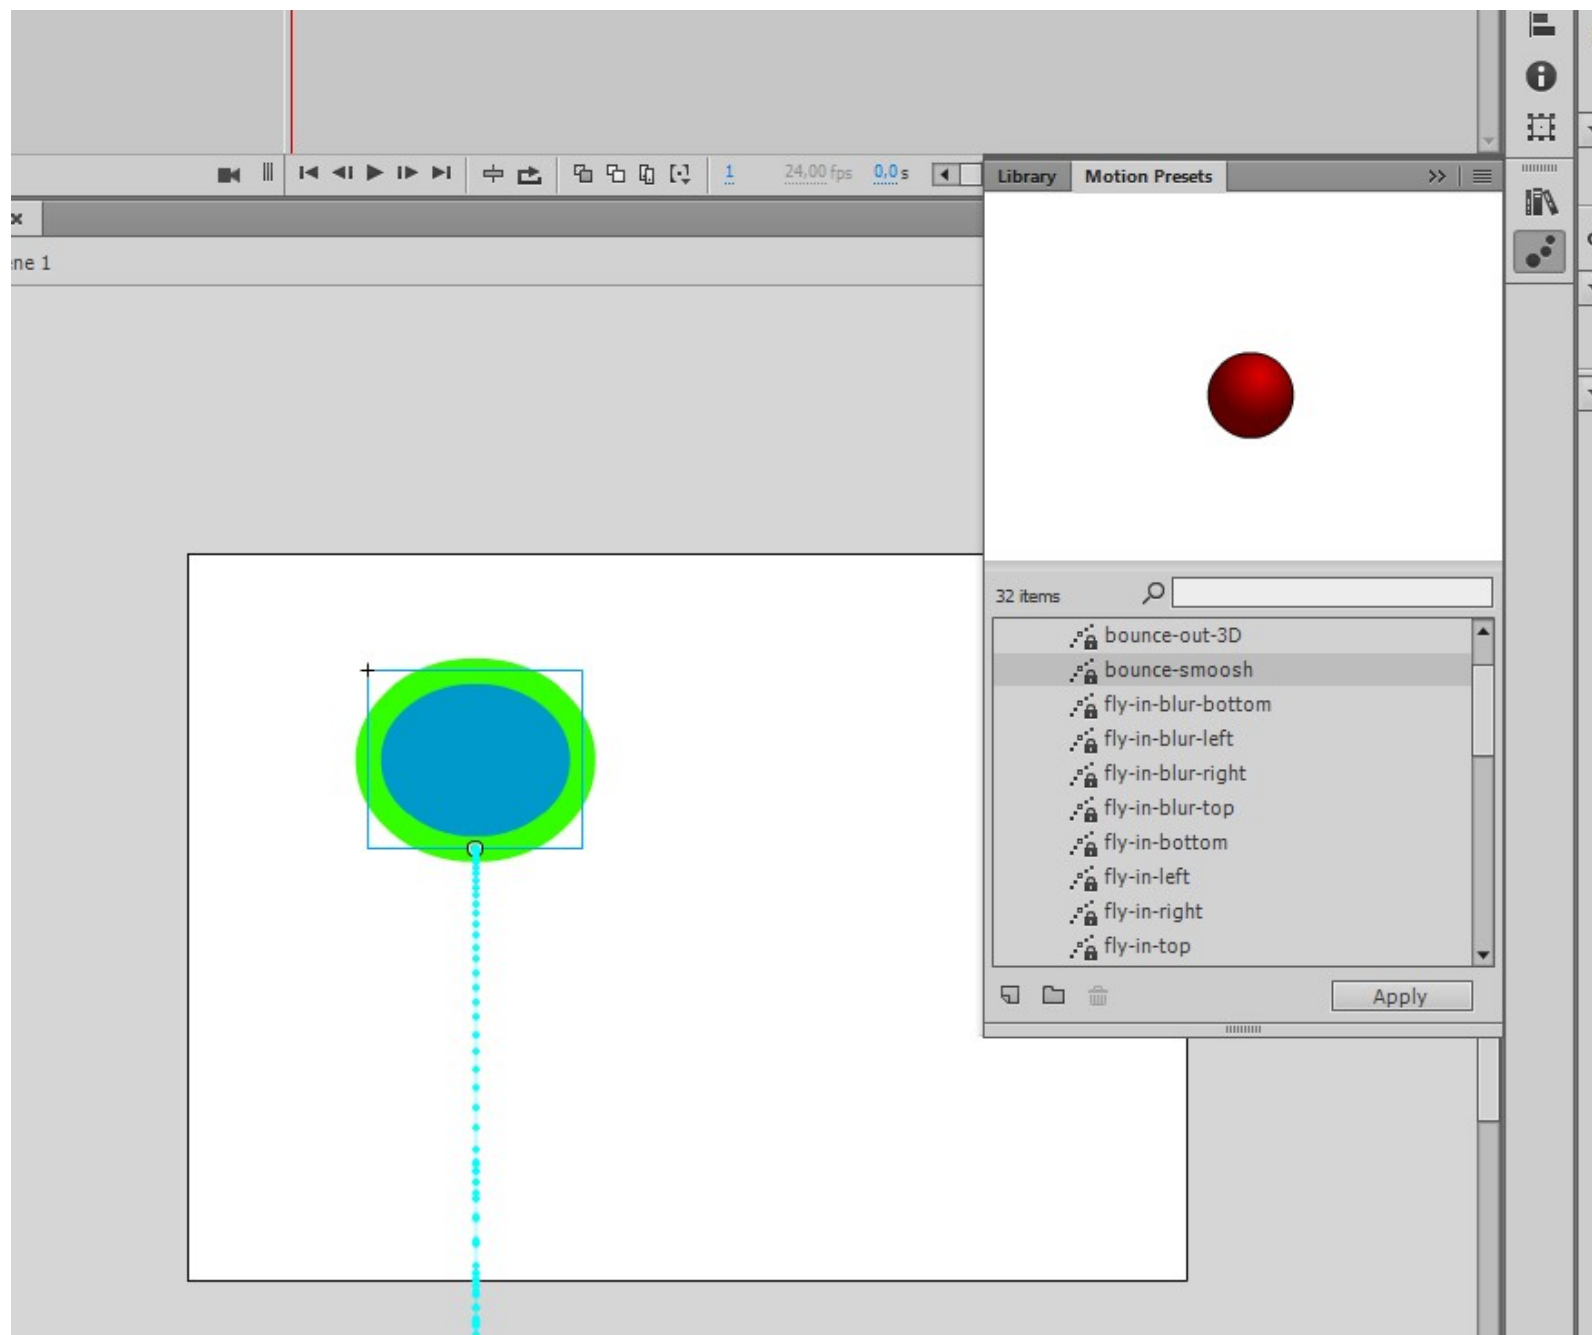 1 24,00 fps 0,0 s
Library Motion Presets
ene 1
32 items
bounce-out-3D
bounce-smoosh
fly-in-blur-bottom
fly-in-blur-left
fly-in-blur-right
fly-in-blur-top
fly-in-bottom
fly-in-left
fly-in-right
fly-in-top
Apply